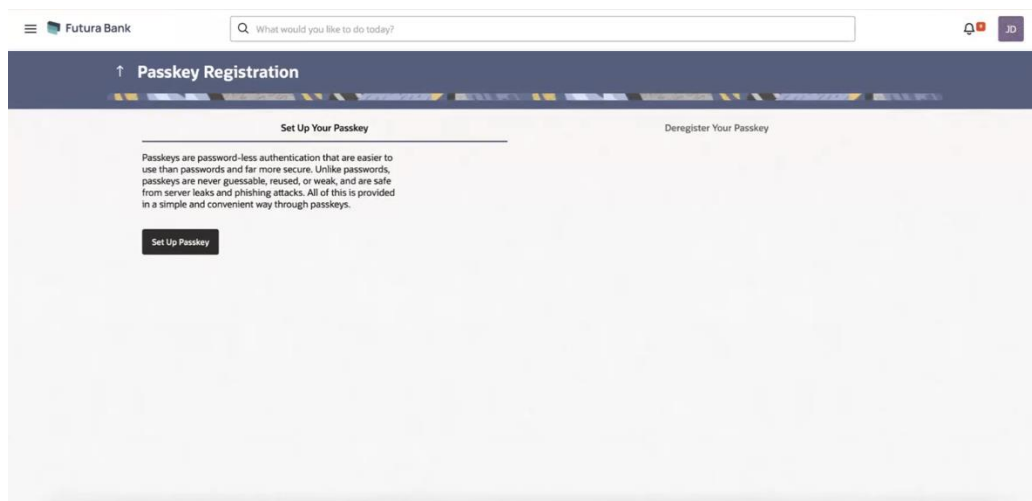 Futura Bank
What would you like to do today?
JD
Passkey Registration
Set Up Your Passkey
Deregister Your Passkey
Passkeys are password-less authentication that are easier to
use than passwords and far more secure. Unlike passwords,
passkeys are never guessable, reused, or weak, and are safe
from server leaks and phishing attacks. All of this is provided
in a simple and convenient way through passkeys.
Set Up Passkey